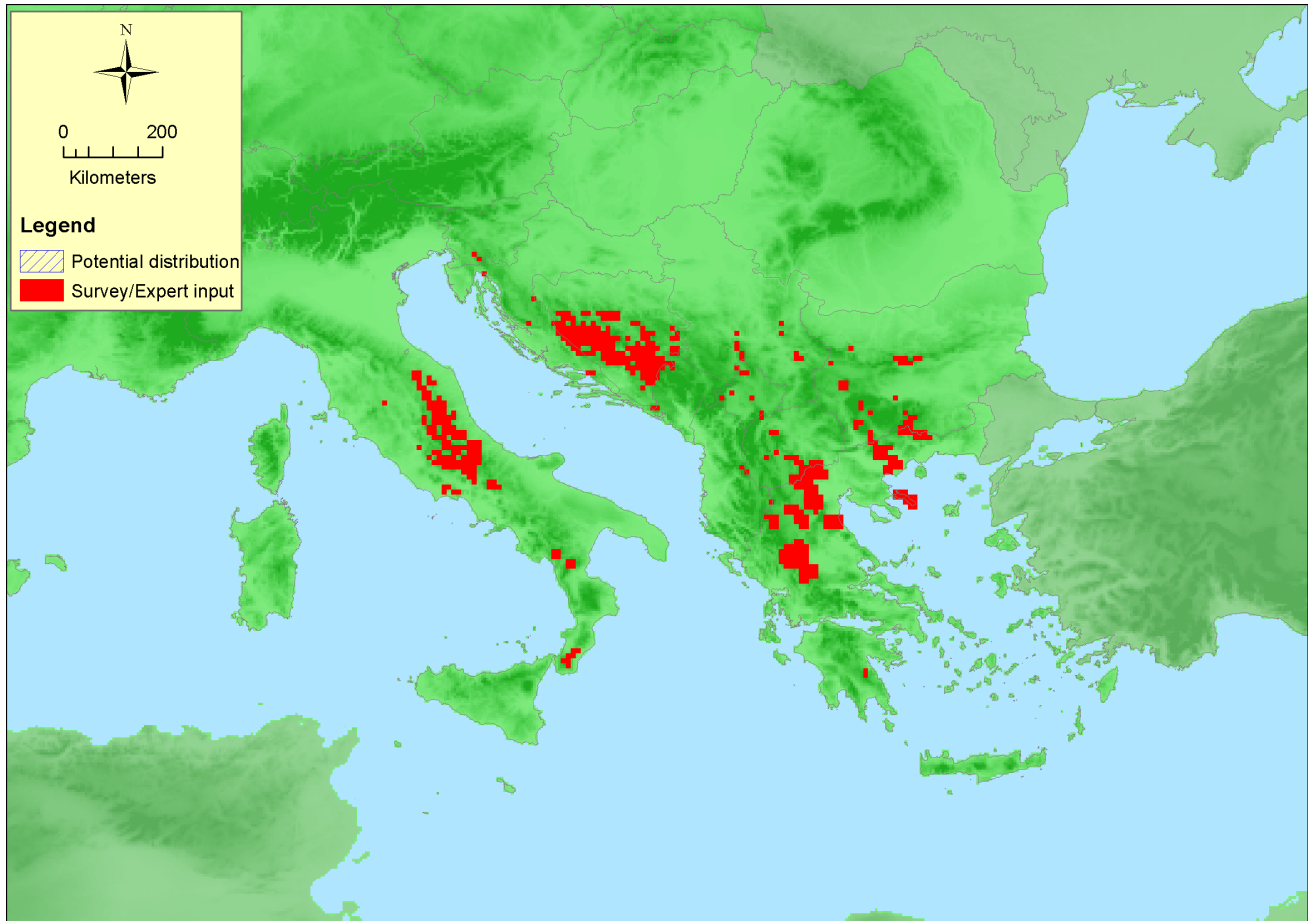 N
0 200
Kilometers
Legend
Potential distribution
Survey/Expert input